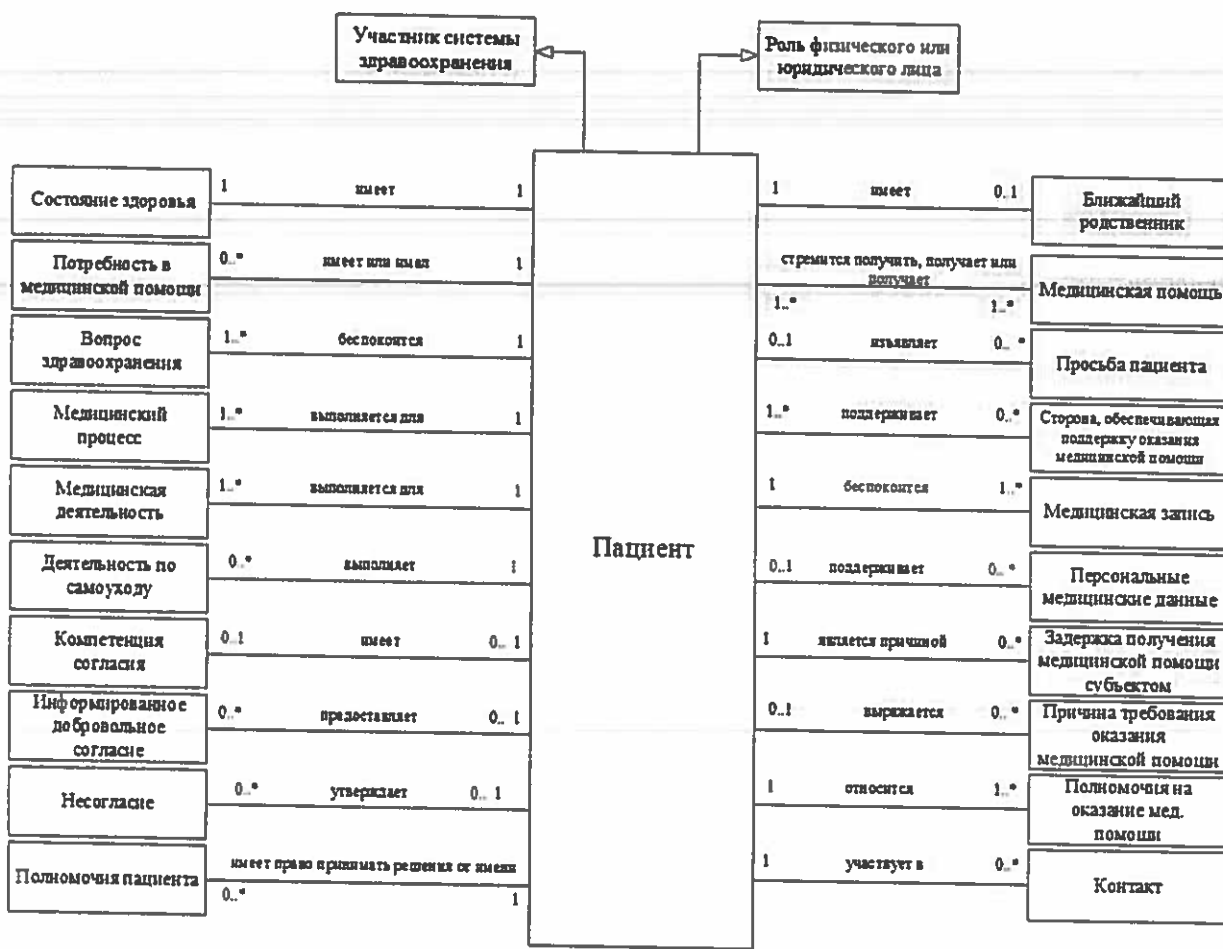 Участник системы
здравоохранения
Роль физического или
юридического лица
Состояние здоровья
1 имеет 1
Потребность в
медицинской помощи
0..* имеет или имел 1
Вопрос
здравоохранения
1..* беспокоится 1
Медицинский
процесс
1..* выполняется для 1
Медицинская
деятельность
1..* выполняется для 1
Деятельность по
самоуходу
0..* выполняет 1
Компетенция
согласия
0..1 имеет 0..1
Информированное
добровольное
согласие
0..* предоставляет 0..1
Несогласие
0..* утверждает 0..1
Полномочия пациента
имеет право принимать решения от имени
0..* 1
Пациент
1 имеет 0..1
Ближайший
родственник
стремится получить, получает или
получает
1..* 1..*
Медицинская помощь
0..1 изъявляет 0..*
Просьба пациента
1..* поддерживает 0..*
Сторона, обеспечивающая
поддержку оказания
медицинской помощи
1 беспокоится 1..*
Медицинская запись
0..1 поддерживает 0..*
Персональные
медицинские данные
1 является причиной 0..*
Задержка получения
медицинской помощи
субъектом
0..1 выражается 0..*
Причина требования
оказания
медицинской помощи
1 относится 1..*
Полномочия на
оказание мед.
помощи
1 участвует в 0..*
Контакт